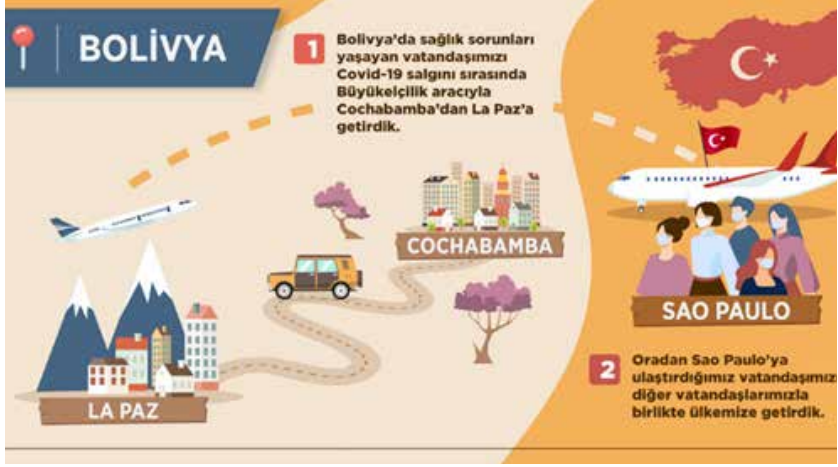 BOLİVYA
1
Bolivya'da sağlık sorunları
yaşayan vatandaşımızı
Covid-19 salgını sırasında
Büyükelçilik aracıyla
Cochabamba'dan La Paz'a
getirdik.
COCHABAMBA
LA PAZ
SAO PAULO
2
Oradan Sao Paulo'ya
ulaştırdığımız vatandaşımız
diğer vatandaşlarımızla
birlikte ülkemize getirdik.